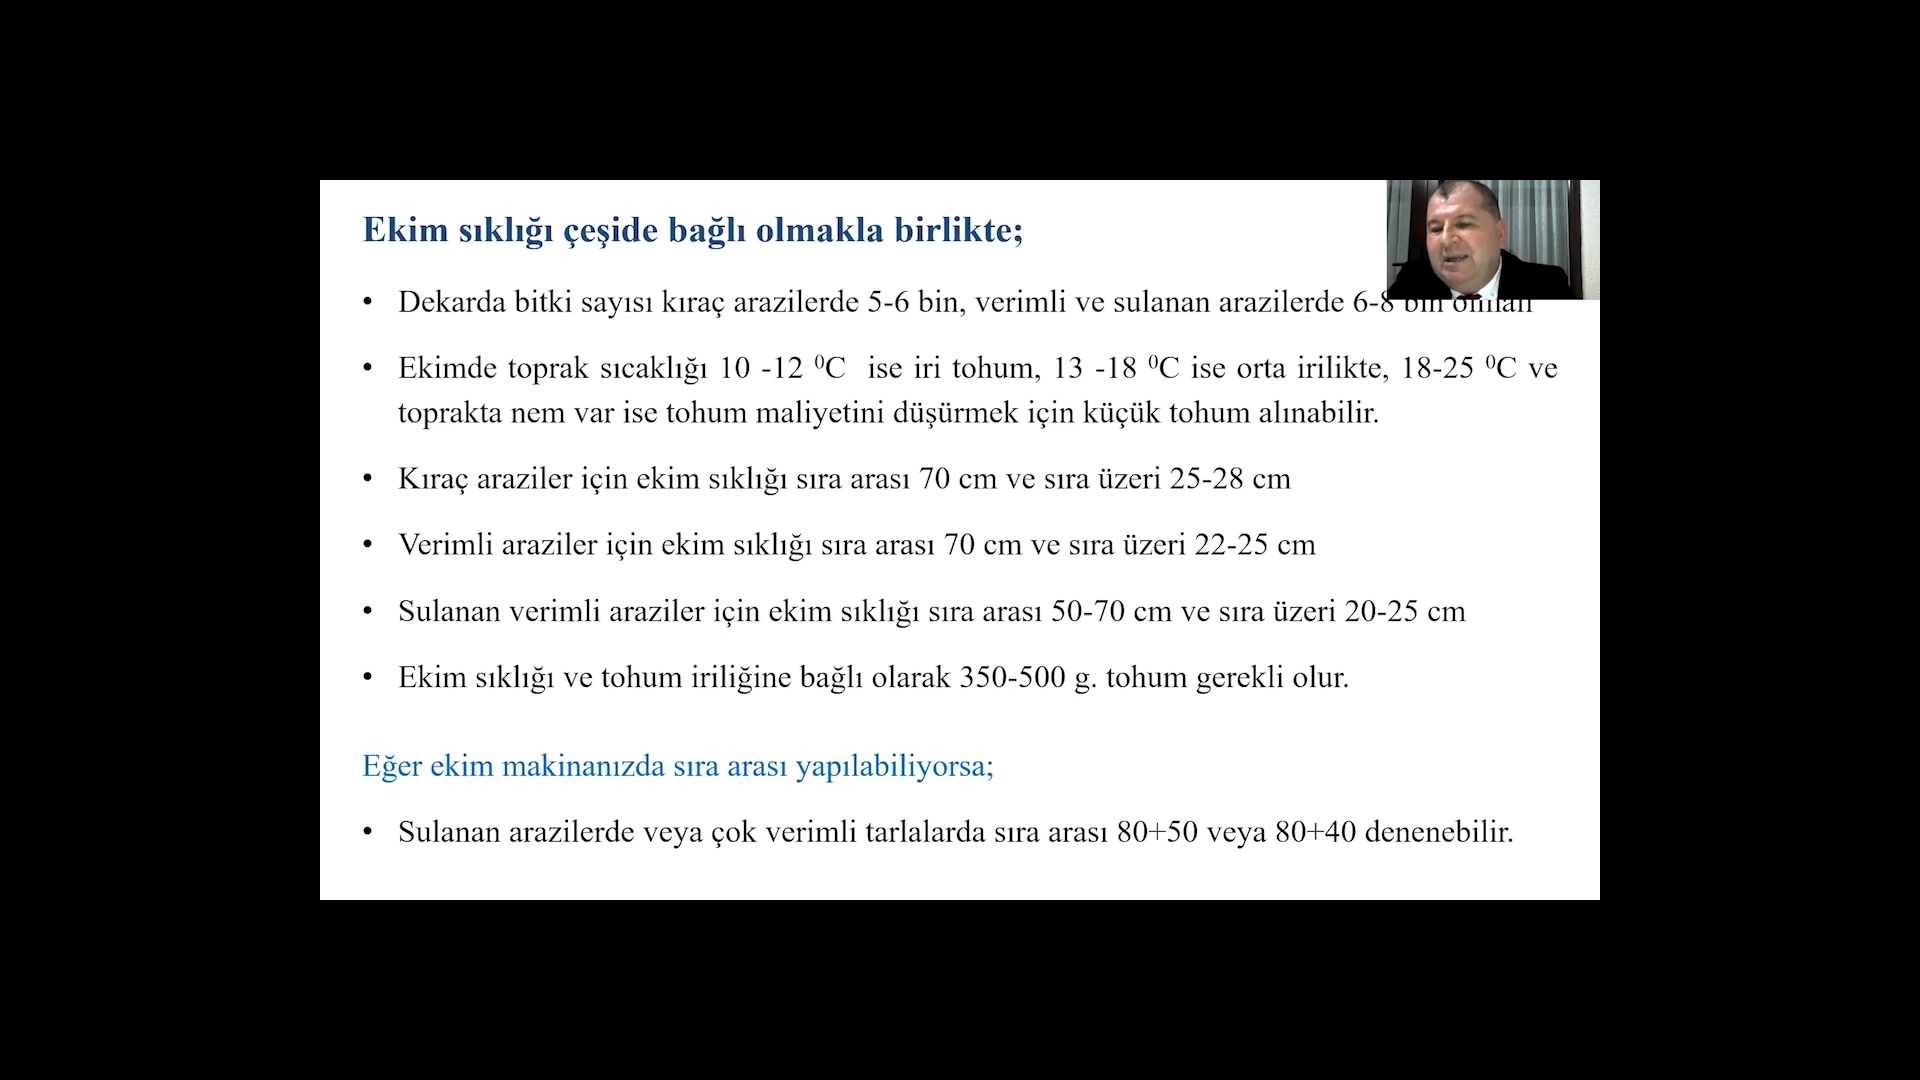 Ekim sıklığı çeşide bağlı olmakla birlikte;
• Dekarda bitki sayısı kıraç arazilerde 5-6 bin, verimli ve sulanan arazilerde 6-8 bin olmalı
• Ekimde toprak sıcaklığı 10 -12 ⁰C ise iri tohum, 13 -18 ⁰C ise orta irilikte, 18-25 ⁰C ve
toprakta nem var ise tohum maliyetini düşürmek için küçük tohum alınabilir.
• Kıraç araziler için ekim sıklığı sıra arası 70 cm ve sıra üzeri 25-28 cm
• Verimli araziler için ekim sıklığı sıra arası 70 cm ve sıra üzeri 22-25 cm
• Sulanan verimli araziler için ekim sıklığı sıra arası 50-70 cm ve sıra üzeri 20-25 cm
• Ekim sıklığı ve tohum iriliğine bağlı olarak 350-500 g. tohum gerekli olur.
Eğer ekim makinanızda sıra arası yapılabiliyorsa;
• Sulanan arazilerde veya çok verimli tarlalarda sıra arası 80+50 veya 80+40 denenebilir.